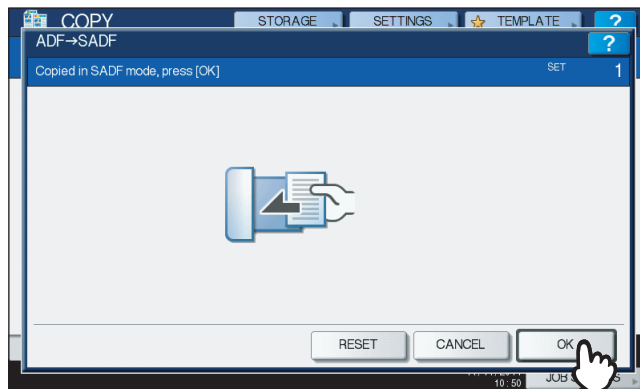 COPY STORAGE SETTINGS TEMPLATE ?
ADF→SADF ?
Copied in SADF mode, press [OK] SET 1
RESET CANCEL OK
10:50 JOB